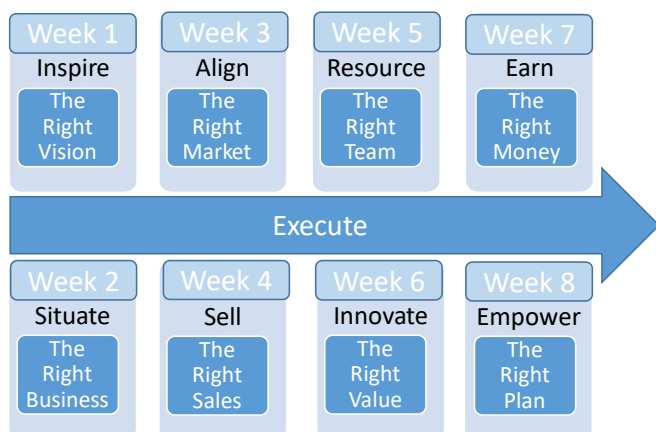 Week 1
Inspire
The
Right
Vision
Week 3
Align
The
Right
Market
Week 5
Resource
The
Right
Team
Week 7
Earn
The
Right
Money
Execute
Week 2
Situate
The
Right
Business
Week 4
Sell
The
Right
Sales
Week 6
Innovate
The
Right
Value
Week 8
Empower
The
Right
Plan